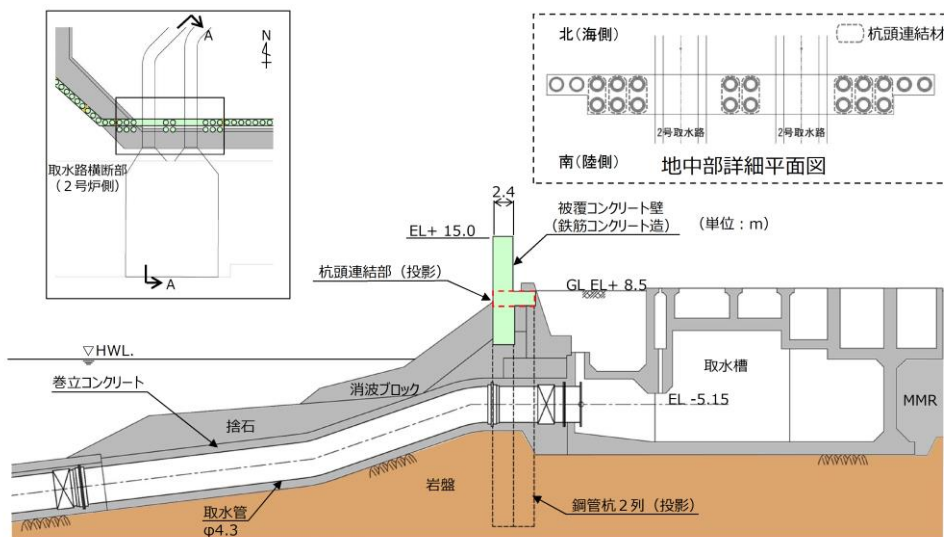 A
N
A
取水路横断部
(2号炉側)
北(海側)
杭頭連結材
2号取水路
2号取水路
南(陸側)
地中部詳細平面図
2.4
EL+ 15.0
被覆コンクリート壁
(鉄筋コンクリート造)
(単位:m)
杭頭連結部(投影)
GL EL+ 8.5
▽HWL.
巻立コンクリート
消波ブロック
取水槽
EL -5.15
MMR
捨石
岩盤
取水管
φ4.3
鋼管杭2列(投影)